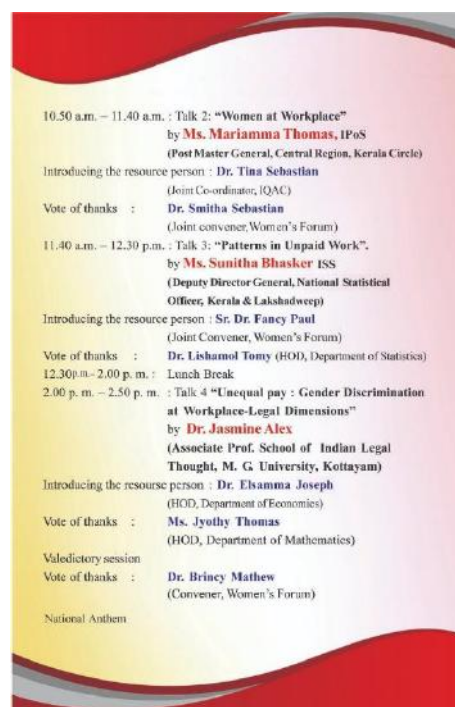 10.50 a.m. – 11.40 a.m. : Talk 2: “Women at Workplace”
by Ms. Mariamma Thomas, IPoS
(Post Master General, Central Region, Kerala Circle)
Introducing the resource person : Dr. Tina Sebastian
(Joint Co-ordinator, IQAC)
Vote of thanks : Dr. Smitha Sebastian
(Joint convener,Women’s Forum)
11.40 a.m. – 12.30 p.m. : Talk 3: “Patterns in Unpaid Work”.
by Ms. Sunitha Bhasker ISS
(Deputy Director General, National Statistical
Officer, Kerala & Lakshadweep)
Introducing the resource person : Sr. Dr. Fancy Paul
(Joint Convener, Women’s Forum)
Vote of thanks : Dr. Lishamol Tomy (HOD, Department of Statistics)
12.30p.m.– 2.00 p. m. : Lunch Break
2.00 p. m. – 2.50 p. m. : Talk 4 “Unequal pay : Gender Discrimination
at Workplace-Legal Dimensions”
by Dr. Jasmine Alex
(Associate Prof. School of Indian Legal
Thought, M. G. University, Kottayam)
Introducing the resourse person : Dr. Elsamma Joseph
(HOD, Department of Economics)
Vote of thanks : Ms. Jyothy Thomas
(HOD, Department of Mathematics)
Valedictory session
Vote of thanks : Dr. Brincy Mathew
(Convener, Women’s Forum)
National Anthem